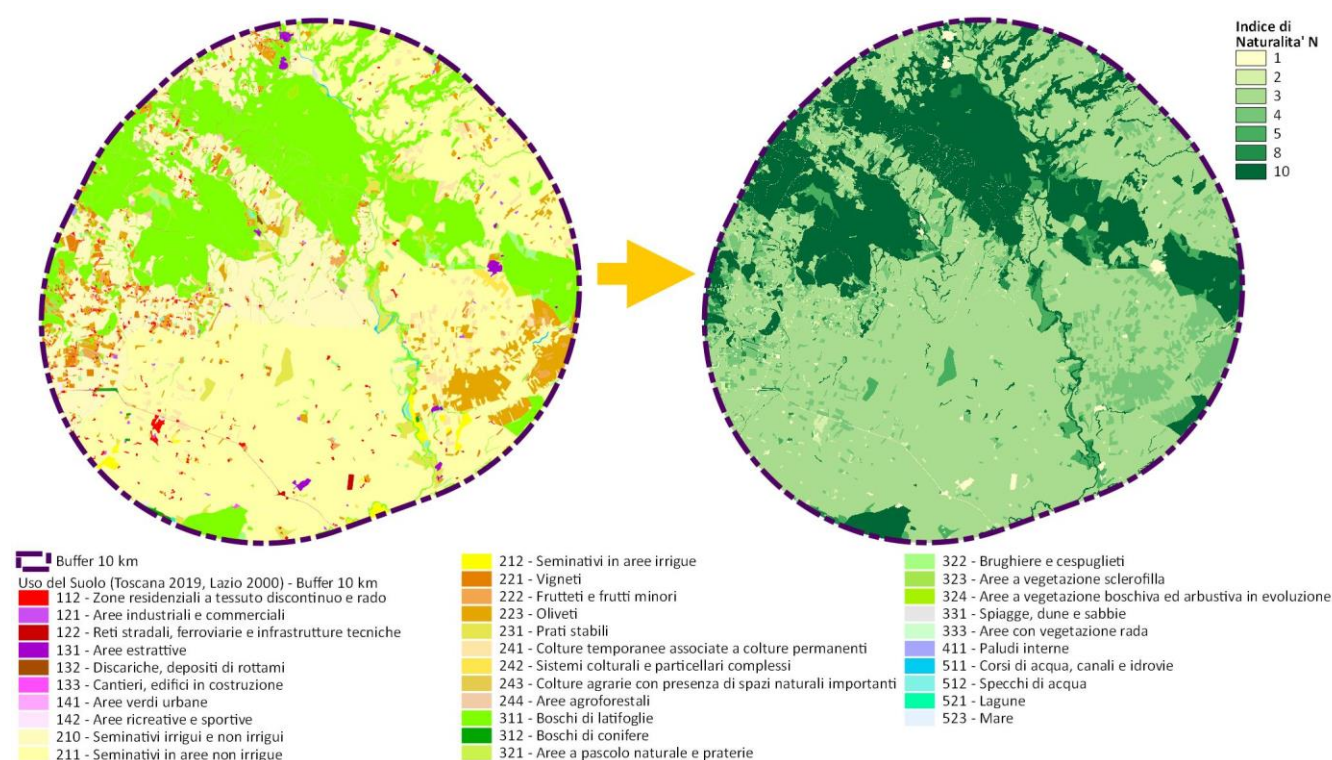 Indice di
Naturalita' N
1
2
3
4
5
8
10
Buffer 10 km
Uso del Suolo (Toscana 2019, Lazio 2000) - Buffer 10 km
112 - Zone residenziali a tessuto discontinuo e rado
121 - Aree industriali e commerciali
122 - Reti stradali, ferroviarie e infrastrutture tecniche
131 - Aree estrattive
132 - Discariche, depositi di rottami
133 - Cantieri, edifici in costruzione
141 - Aree verdi urbane
142 - Aree ricreative e sportive
210 - Seminativi irrigui e non irrigui
211 - Seminativi in aree non irrigue
212 - Seminativi in aree irrigue
221 - Vigneti
222 - Frutteti e frutti minori
223 - Oliveti
231 - Prati stabili
241 - Colture temporanee associate a colture permanenti
242 - Sistemi colturali e particellari complessi
243 - Colture agrarie con presenza di spazi naturali importanti
244 - Aree agroforestali
311 - Boschi di latifoglie
312 - Boschi di conifere
321 - Aree a pascolo naturale e praterie
322 - Brughiere e cespuglieti
323 - Aree a vegetazione sclerofilla
324 - Aree a vegetazione boschiva ed arbustiva in evoluzione
331 - Spiagge, dune e sabbie
333 - Aree con vegetazione rada
411 - Paludi interne
511 - Corsi di acqua, canali e idrovie
512 - Specchi di acqua
521 - Lagune
523 - Mare